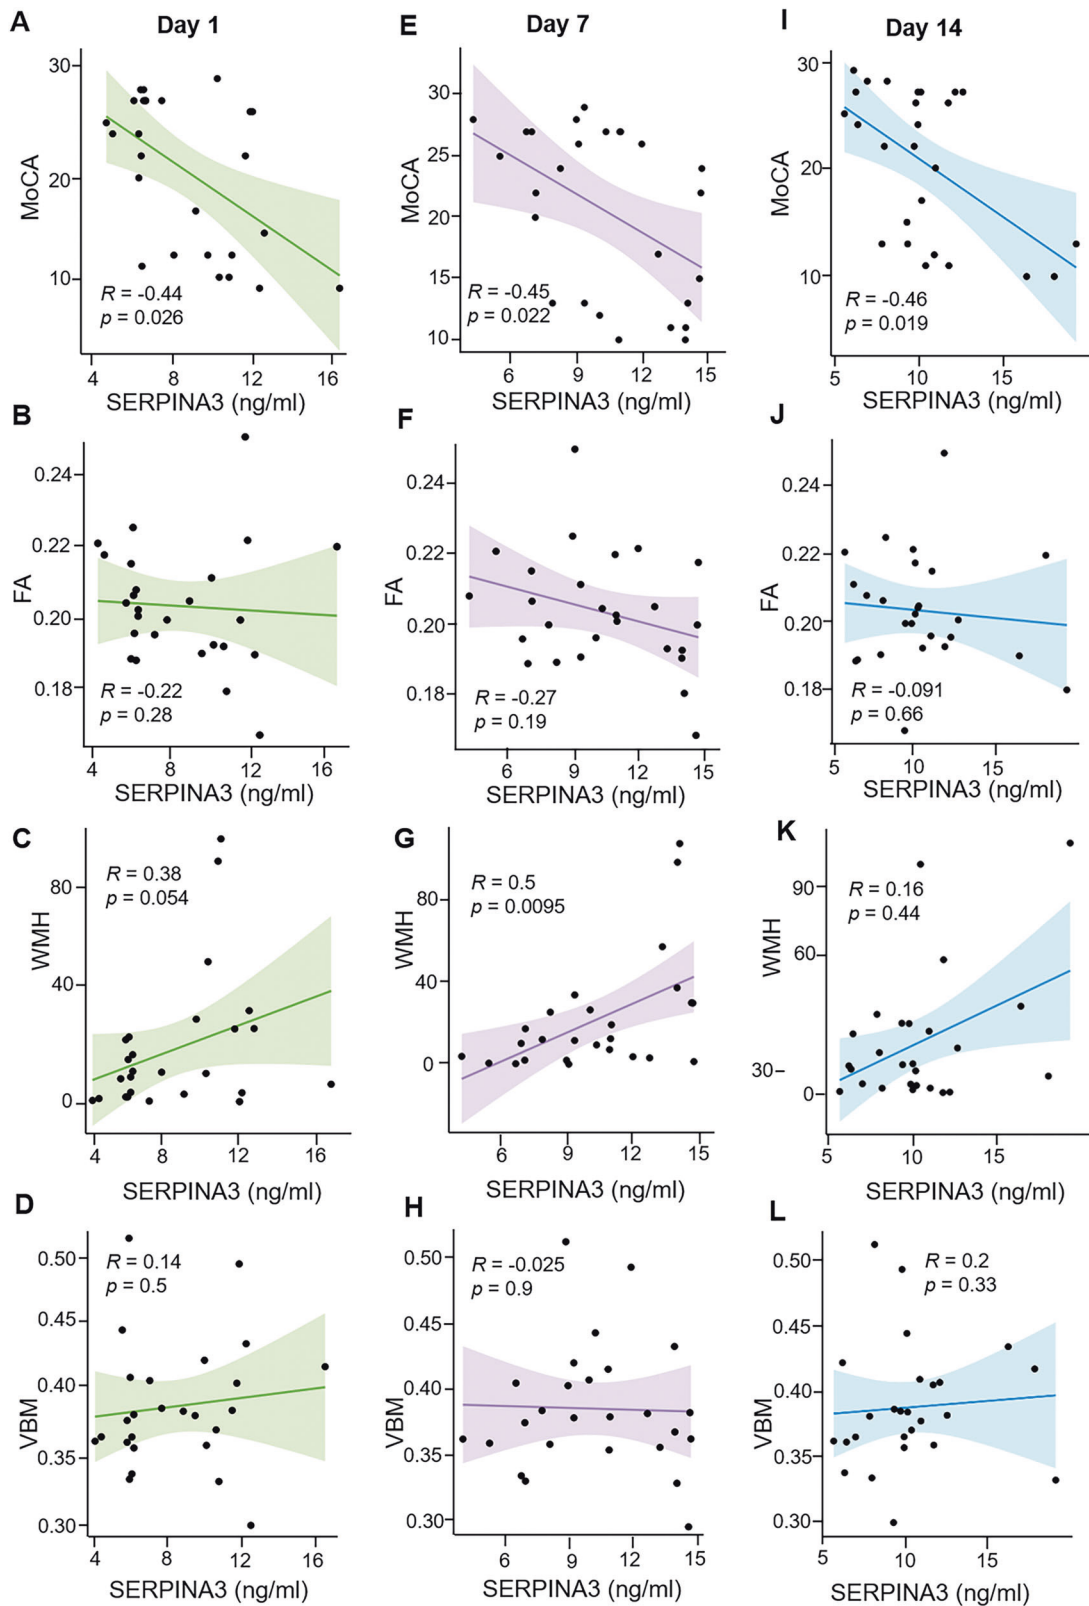 A
Day 1
30
20
10
MoCA
R = -0.44
p = 0.026
4
8
12
16
SERPINA3 (ng/ml)
E
Day 7
30
25
20
15
10
MoCA
R = -0.45
p = 0.022
6
9
12
15
SERPINA3 (ng/ml)
I
Day 14
30
20
10
MoCA
R = -0.46
p = 0.019
5
10
15
SERPINA3 (ng/ml)
B
0.24
0.22
0.20
0.18
FA
R = -0.22
p = 0.28
4
8
12
16
SERPINA3 (ng/ml)
F
0.24
0.22
0.20
0.18
FA
R = -0.27
p = 0.19
6
9
12
15
SERPINA3 (ng/ml)
J
0.24
0.22
0.20
0.18
FA
R = -0.091
p = 0.66
5
10
15
SERPINA3 (ng/ml)
C
80
40
0
WMH
R = 0.38
p = 0.054
4
8
12
16
SERPINA3 (ng/ml)
G
80
40
0
WMH
R = 0.5
p = 0.0095
6
9
12
15
SERPINA3 (ng/ml)
K
90
60
30
0
WMH
R = 0.16
p = 0.44
5
10
15
SERPINA3 (ng/ml)
D
0.50
0.45
0.40
0.35
0.30
VBM
R = 0.14
p = 0.5
4
8
12
16
SERPINA3 (ng/ml)
H
0.50
0.45
0.40
0.35
0.30
VBM
R = -0.025
p = 0.9
6
9
12
15
SERPINA3 (ng/ml)
L
0.50
0.45
0.40
0.35
0.30
VBM
R = 0.2
p = 0.33
5
10
15
SERPINA3 (ng/ml)